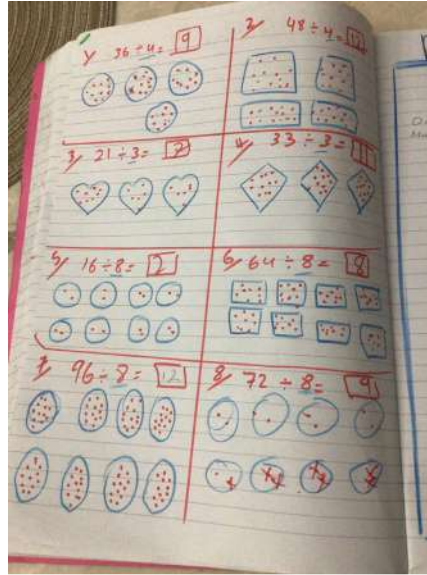 1/ 36 ÷ 4 = 9
2/ 48 ÷ 4 = 12
3/ 21 ÷ 3 = 7
4/ 33 ÷ 3 = 11
5/ 16 ÷ 8 = 2
6/ 64 ÷ 8 = 8
7/ 96 ÷ 8 = 12
8/ 72 ÷ 8 = 9